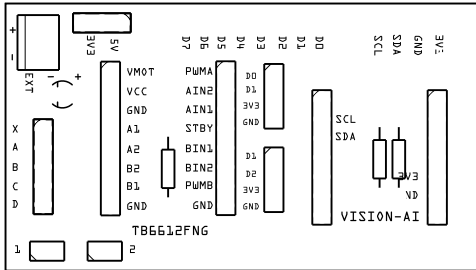 +
-
EXT
-
+
3V3
5V
D7 D6 D5 D4 D3 D2 D1 D0
SCL SDA GND 3V3
VMOT
VCC
GND
A1
A2
B2
B1
GND
PWMA
AIN2
AIN1
STBY
BIN1
BIN2
PWMB
GND
D0
D1
3V3
GND
D1
D2
3V3
GND
SCL
SDA
3V3
X
A
B
C
D
1
2
TB6612FNG
VISION-AI